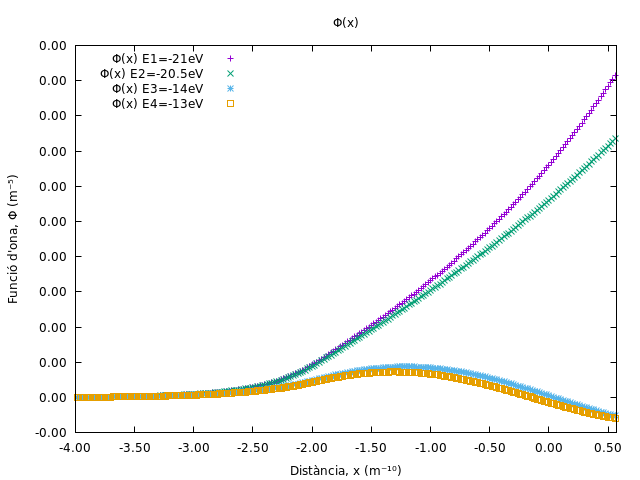 Φ(x)
Φ(x) E1=-21eV
Φ(x) E2=-20.5eV
Φ(x) E3=-14eV
Φ(x) E4=-13eV
0.00
0.00
0.00
0.00
0.00
0.00
0.00
0.00
0.00
0.00
0.00
-0.00
Funció d'ona, Φ (m⁻⁵)
-4.00 -3.50 -3.00 -2.50 -2.00 -1.50 -1.00 -0.50 0.00 0.50
Distància, x (m⁻¹⁰)